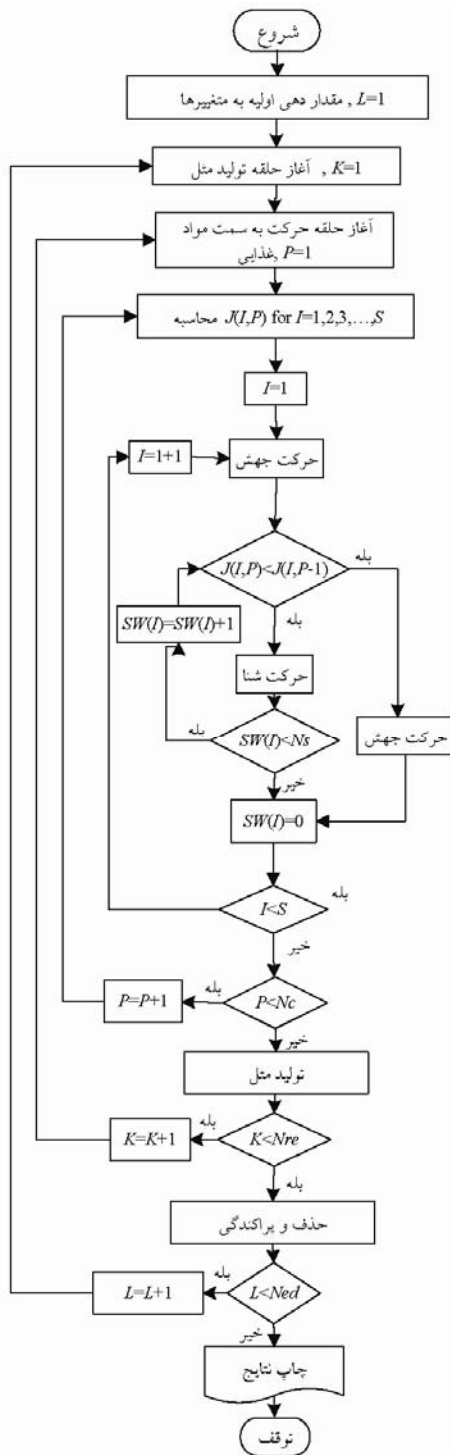 شروع
مقدار دهی اولیه به متغییرها , L=1
آغاز حلقه تولید مثل , K=1
آغاز حلقه حرکت به سمت مواد
غذایی, P=1
محاسبه J(I,P) for I=1,2,3,…,S
I=1
I=1+1
حرکت جهش
J(I,P)<J(I,P-1)
بله
SW(I)=SW(I)+1
بله
حرکت شنا
بله
SW(I)<Ns
حرکت جهش
خیر
SW(I)=0
بله
I<S
خیر
P=P+1
بله
P<Nc
خیر
تولید مثل
K=K+1
بله
K<Nre
بله
حذف و پراکندگی
L=L+1
بله
L<Ned
خیر
چاپ نتایج
توقف